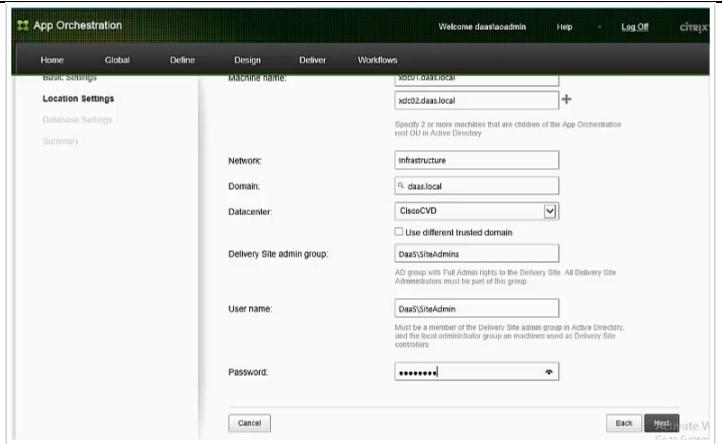 App Orchestration
Welcome daas\aoadmin Help Log Off citrix
Home Global Define Design Deliver Workflows
Basic Settings
Location Settings
Database Settings
Summary
Machine name: xdc01.daas.local
xdc02.daas.local
Specify 2 or more machines that are children of the App Orchestration
root OU in Active Directory
Network: Infrastructure
Domain: daas.local
Datacenter: CiscoCVD
Use different trusted domain
Delivery Site admin group: DaaS\SiteAdmins
AD group with Full Admin rights to the Delivery Site. All Delivery Site
Administrators must be part of this group.
User name: DaaS\SiteAdmin
Must be a member of the Delivery Site admin group in Active Directory,
and the local administrator group on machines used as Delivery Site
controllers
Password: ••••••••
Cancel Back Next
Activate W
Go to System